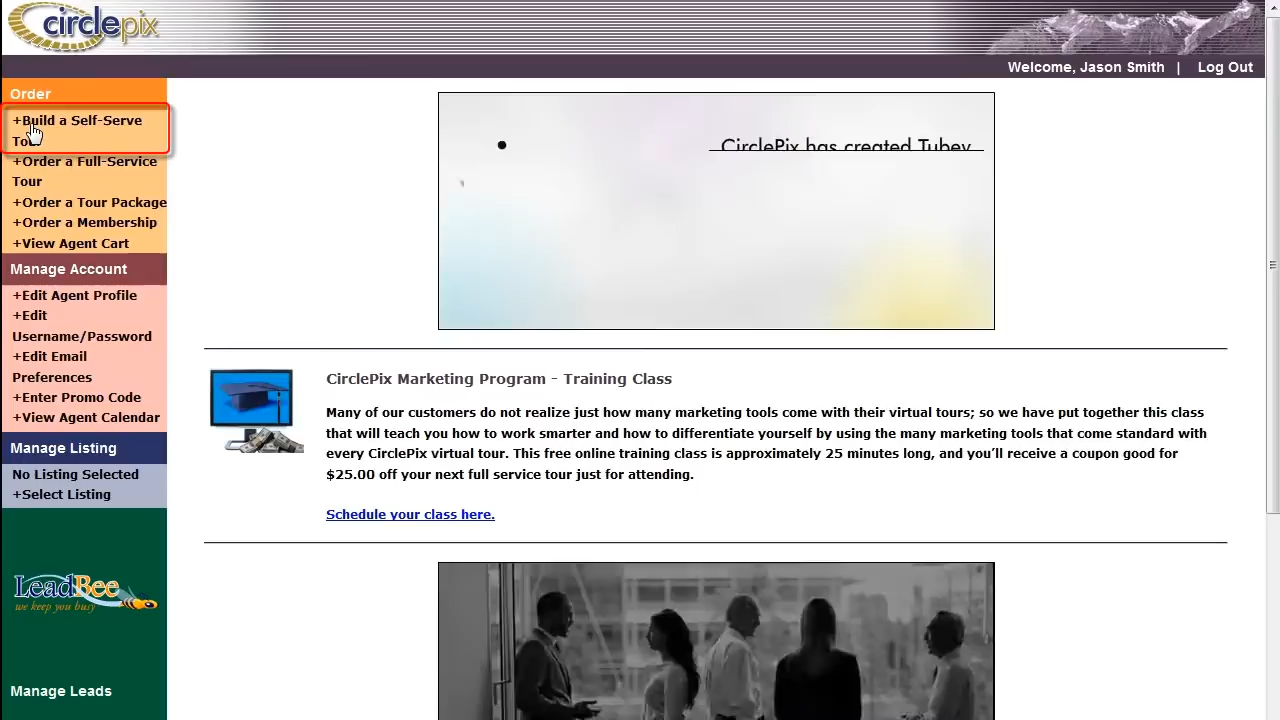 circlepix
Welcome, Jason Smith | Log Out
Order
+Build a Self-Serve
Tour
+Order a Full-Service
Tour
+Order a Tour Package
+Order a Membership
+View Agent Cart
Manage Account
+Edit Agent Profile
+Edit
Username/Password
+Edit Email
Preferences
+Enter Promo Code
+View Agent Calendar
Manage Listing
No Listing Selected
+Select Listing
LeadBee
we keep you busy
Manage Leads
CirclePix has created Tubey
CirclePix Marketing Program - Training Class
Many of our customers do not realize just how many marketing tools come with their virtual tours; so we have put together this class
that will teach you how to work smarter and how to differentiate yourself by using the many marketing tools that come standard with
every CirclePix virtual tour. This free online training class is approximately 25 minutes long, and you’ll receive a coupon good for
$25.00 off your next full service tour just for attending.
Schedule your class here.